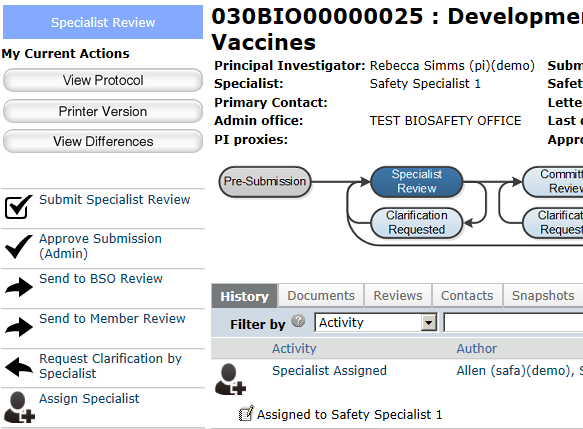 Specialist Review
My Current Actions
View Protocol
Printer Version
View Differences
Submit Specialist Review
Approve Submission
(Admin)
Send to BSO Review
Send to Member Review
Request Clarification by
Specialist
Assign Specialist
030BIO00000025 : Developme
Vaccines
Principal Investigator: Rebecca Simms (pi)(demo) Subm
Specialist: Safety Specialist 1 Safet
Primary Contact: Lette
Admin office: TEST BIOSAFETY OFFICE Last
PI proxies: Appro
Pre-Submission
Specialist
Review
Clarification
Requested
Committ
Review
Clarificat
Request
History Documents Reviews Contacts Snapshots
Filter by Activity
Activity Author
Specialist Assigned Allen (safa)(demo), S
Assigned to Safety Specialist 1